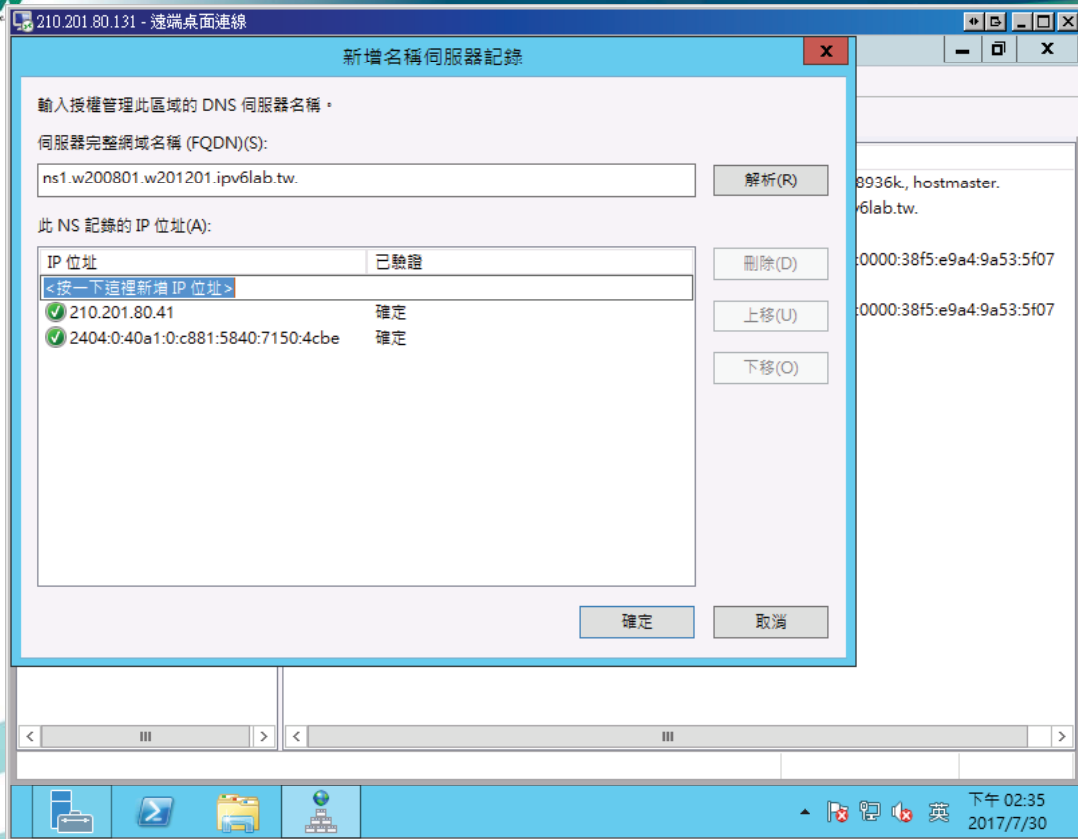 210.201.80.131 - 遠端桌面連線
新增名稱伺服器記錄
輸入授權管理此區域的 DNS 伺服器名稱。
伺服器完整網域名稱 (FQDN)(S):
ns1.w200801.w201201.ipv6lab.tw.
解析(R)
此 NS 記錄的 IP 位址(A):
IP 位址 已驗證
<按一下這裡新增 IP 位址>
210.201.80.41 確定
2404:0:40a1:0:c881:5840:7150:4cbe 確定
刪除(D)
上移(U)
下移(O)
確定 取消
8936k., hostmaster.
v6lab.tw.
:0000:38f5:e9a4:9a53:5f07
:0000:38f5:e9a4:9a53:5f07
英
下午 02:35
2017/7/30